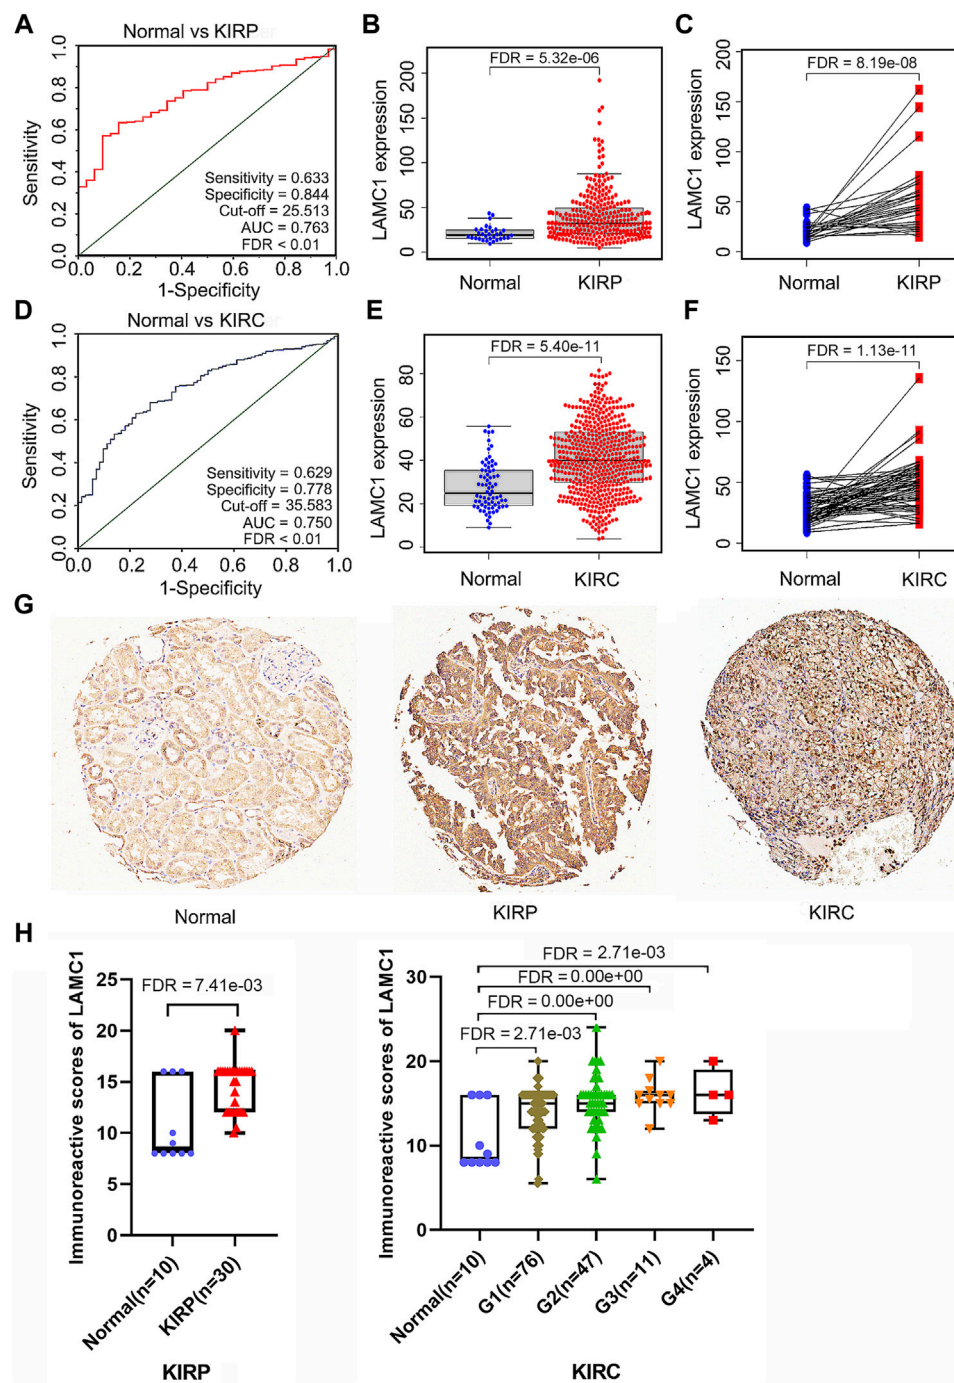 A
Normal vs KIRP
Sensitivity
1.0
0.8
0.6
0.4
0.2
0.0
Sensitivity = 0.633
Specificity = 0.844
Cut-off = 25.513
AUC = 0.763
FDR < 0.01
0.0 0.2 0.4 0.6 0.8 1.0
1-Specificity
B
LAMC1 expression
200
150
100
50
0
FDR = 5.32e-06
Normal KIRP
C
LAMC1 expression
200
150
100
50
0
FDR = 8.19e-08
Normal KIRP
D
Normal vs KIRC
Sensitivity
1.0
0.8
0.6
0.4
0.2
0.0
Sensitivity = 0.629
Specificity = 0.778
Cut-off = 35.583
AUC = 0.750
FDR < 0.01
0.0 0.2 0.4 0.6 0.8 1.0
1-Specificity
E
LAMC1 expression
80
60
40
20
0
FDR = 5.40e-11
Normal KIRC
F
LAMC1 expression
150
100
50
0
FDR = 1.13e-11
Normal KIRC
G
Normal
KIRP
KIRC
H
Immunoreactive scores of LAMC1
25
20
15
10
5
0
FDR = 7.41e-03
Normal(n=10)
KIRP(n=30)
KIRP
Immunoreactive scores of LAMC1
30
20
10
0
FDR = 2.71e-03
FDR = 0.00e+00
FDR = 0.00e+00
FDR = 2.71e-03
Normal(n=10)
G1(n=76)
G2(n=47)
G3(n=11)
G4(n=4)
KIRC